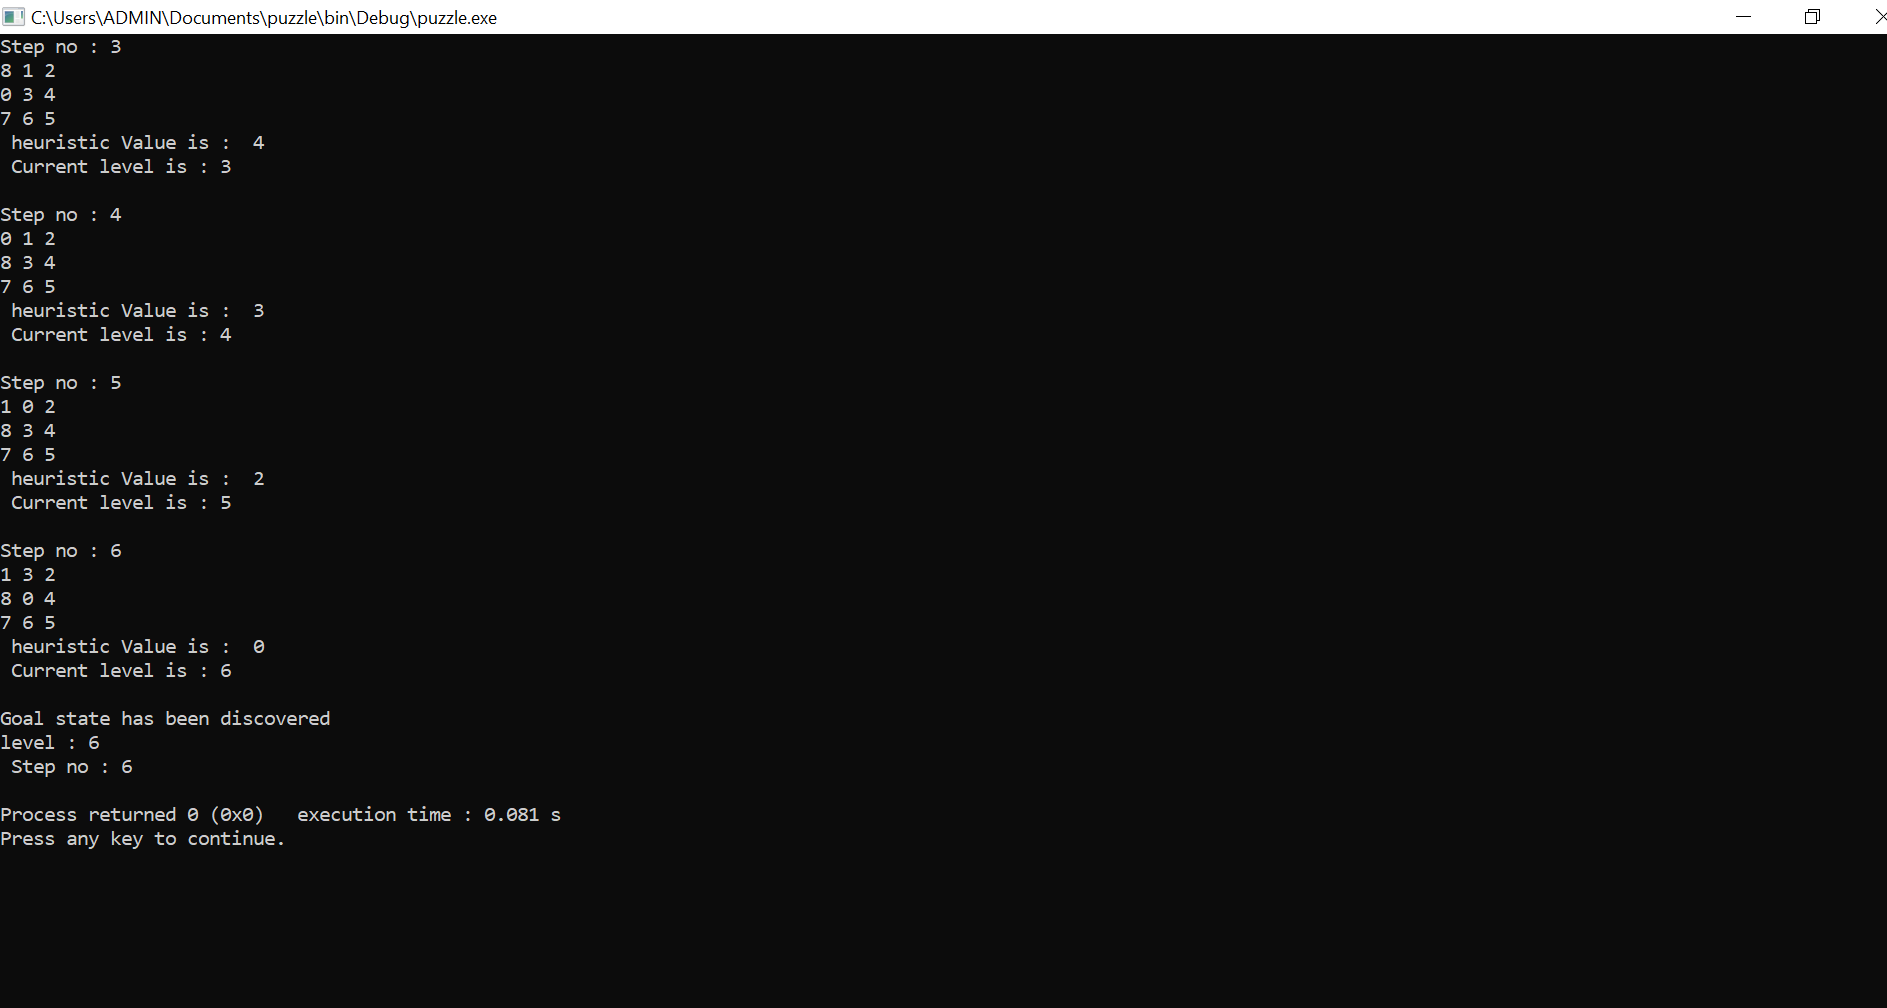 C:\Users\ADMIN\Documents\puzzle\bin\Debug\puzzle.exe
Step no : 3
8 1 2
0 3 4
7 6 5
 heuristic Value is :  4
 Current level is : 3

Step no : 4
0 1 2
8 3 4
7 6 5
 heuristic Value is :  3
 Current level is : 4

Step no : 5
1 0 2
8 3 4
7 6 5
 heuristic Value is :  2
 Current level is : 5

Step no : 6
1 3 2
8 0 4
7 6 5
 heuristic Value is :  0
 Current level is : 6

Goal state has been discovered
level : 6
 Step no : 6

Process returned 0 (0x0)   execution time : 0.081 s
Press any key to continue.